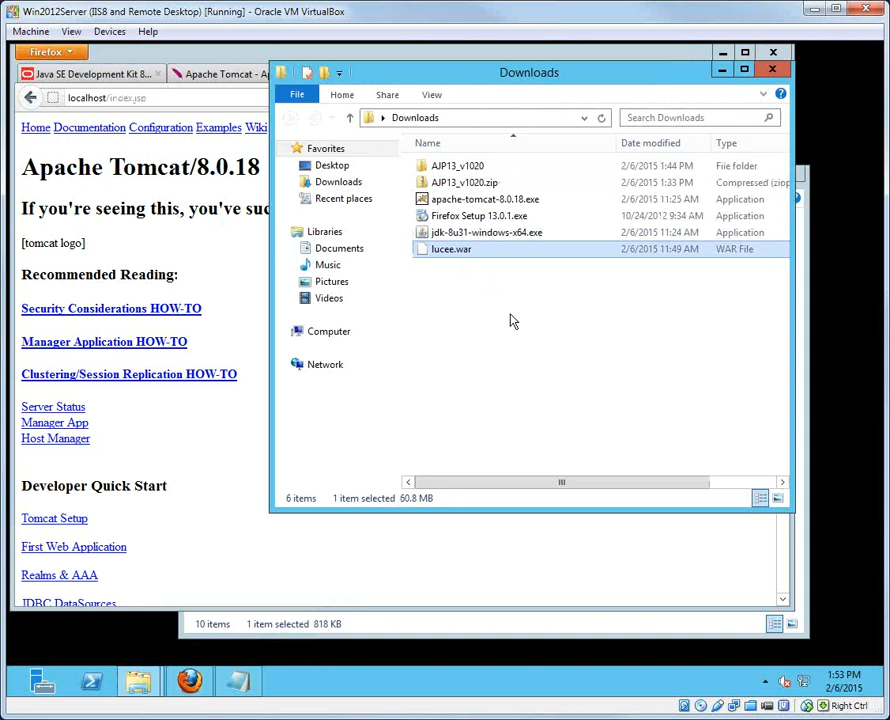 Win2012Server (IIS8 and Remote Desktop) [Running] - Oracle VM VirtualBox
Machine View Devices Help
Firefox
Downloads
Java SE Development Kit 8... Apache Tomcat - Ap
File Home Share View
localhost/index.jsp
Downloads Search Downloads
Home Documentation Configuration Examples Wiki
Favorites
Desktop
Downloads
Recent places
Libraries
Documents
Music
Pictures
Videos
Computer
Network
Name Date modified Type
AJP13_v1020 2/6/2015 1:44 PM File folder
AJP13_v1020.zip 2/6/2015 1:33 PM Compressed (zipp
apache-tomcat-8.0.18.exe 2/6/2015 11:25 AM Application
Firefox Setup 13.0.1.exe 10/24/2012 9:34 AM Application
jdk-8u31-windows-x64.exe 2/6/2015 11:24 AM Application
lucee.war 2/6/2015 11:49 AM WAR File
6 items 1 item selected 60.8 MB
Apache Tomcat/8.0.18
If you're seeing this, you've suc
[tomcat logo]
Recommended Reading:
Security Considerations HOW-TO
Manager Application HOW-TO
Clustering/Session Replication HOW-TO
Server Status
Manager App
Host Manager
Developer Quick Start
Tomcat Setup
First Web Application
Realms & AAA
JDBC DataSources
10 items 1 item selected 818 KB
1:53 PM
2/6/2015
Right Ctrl